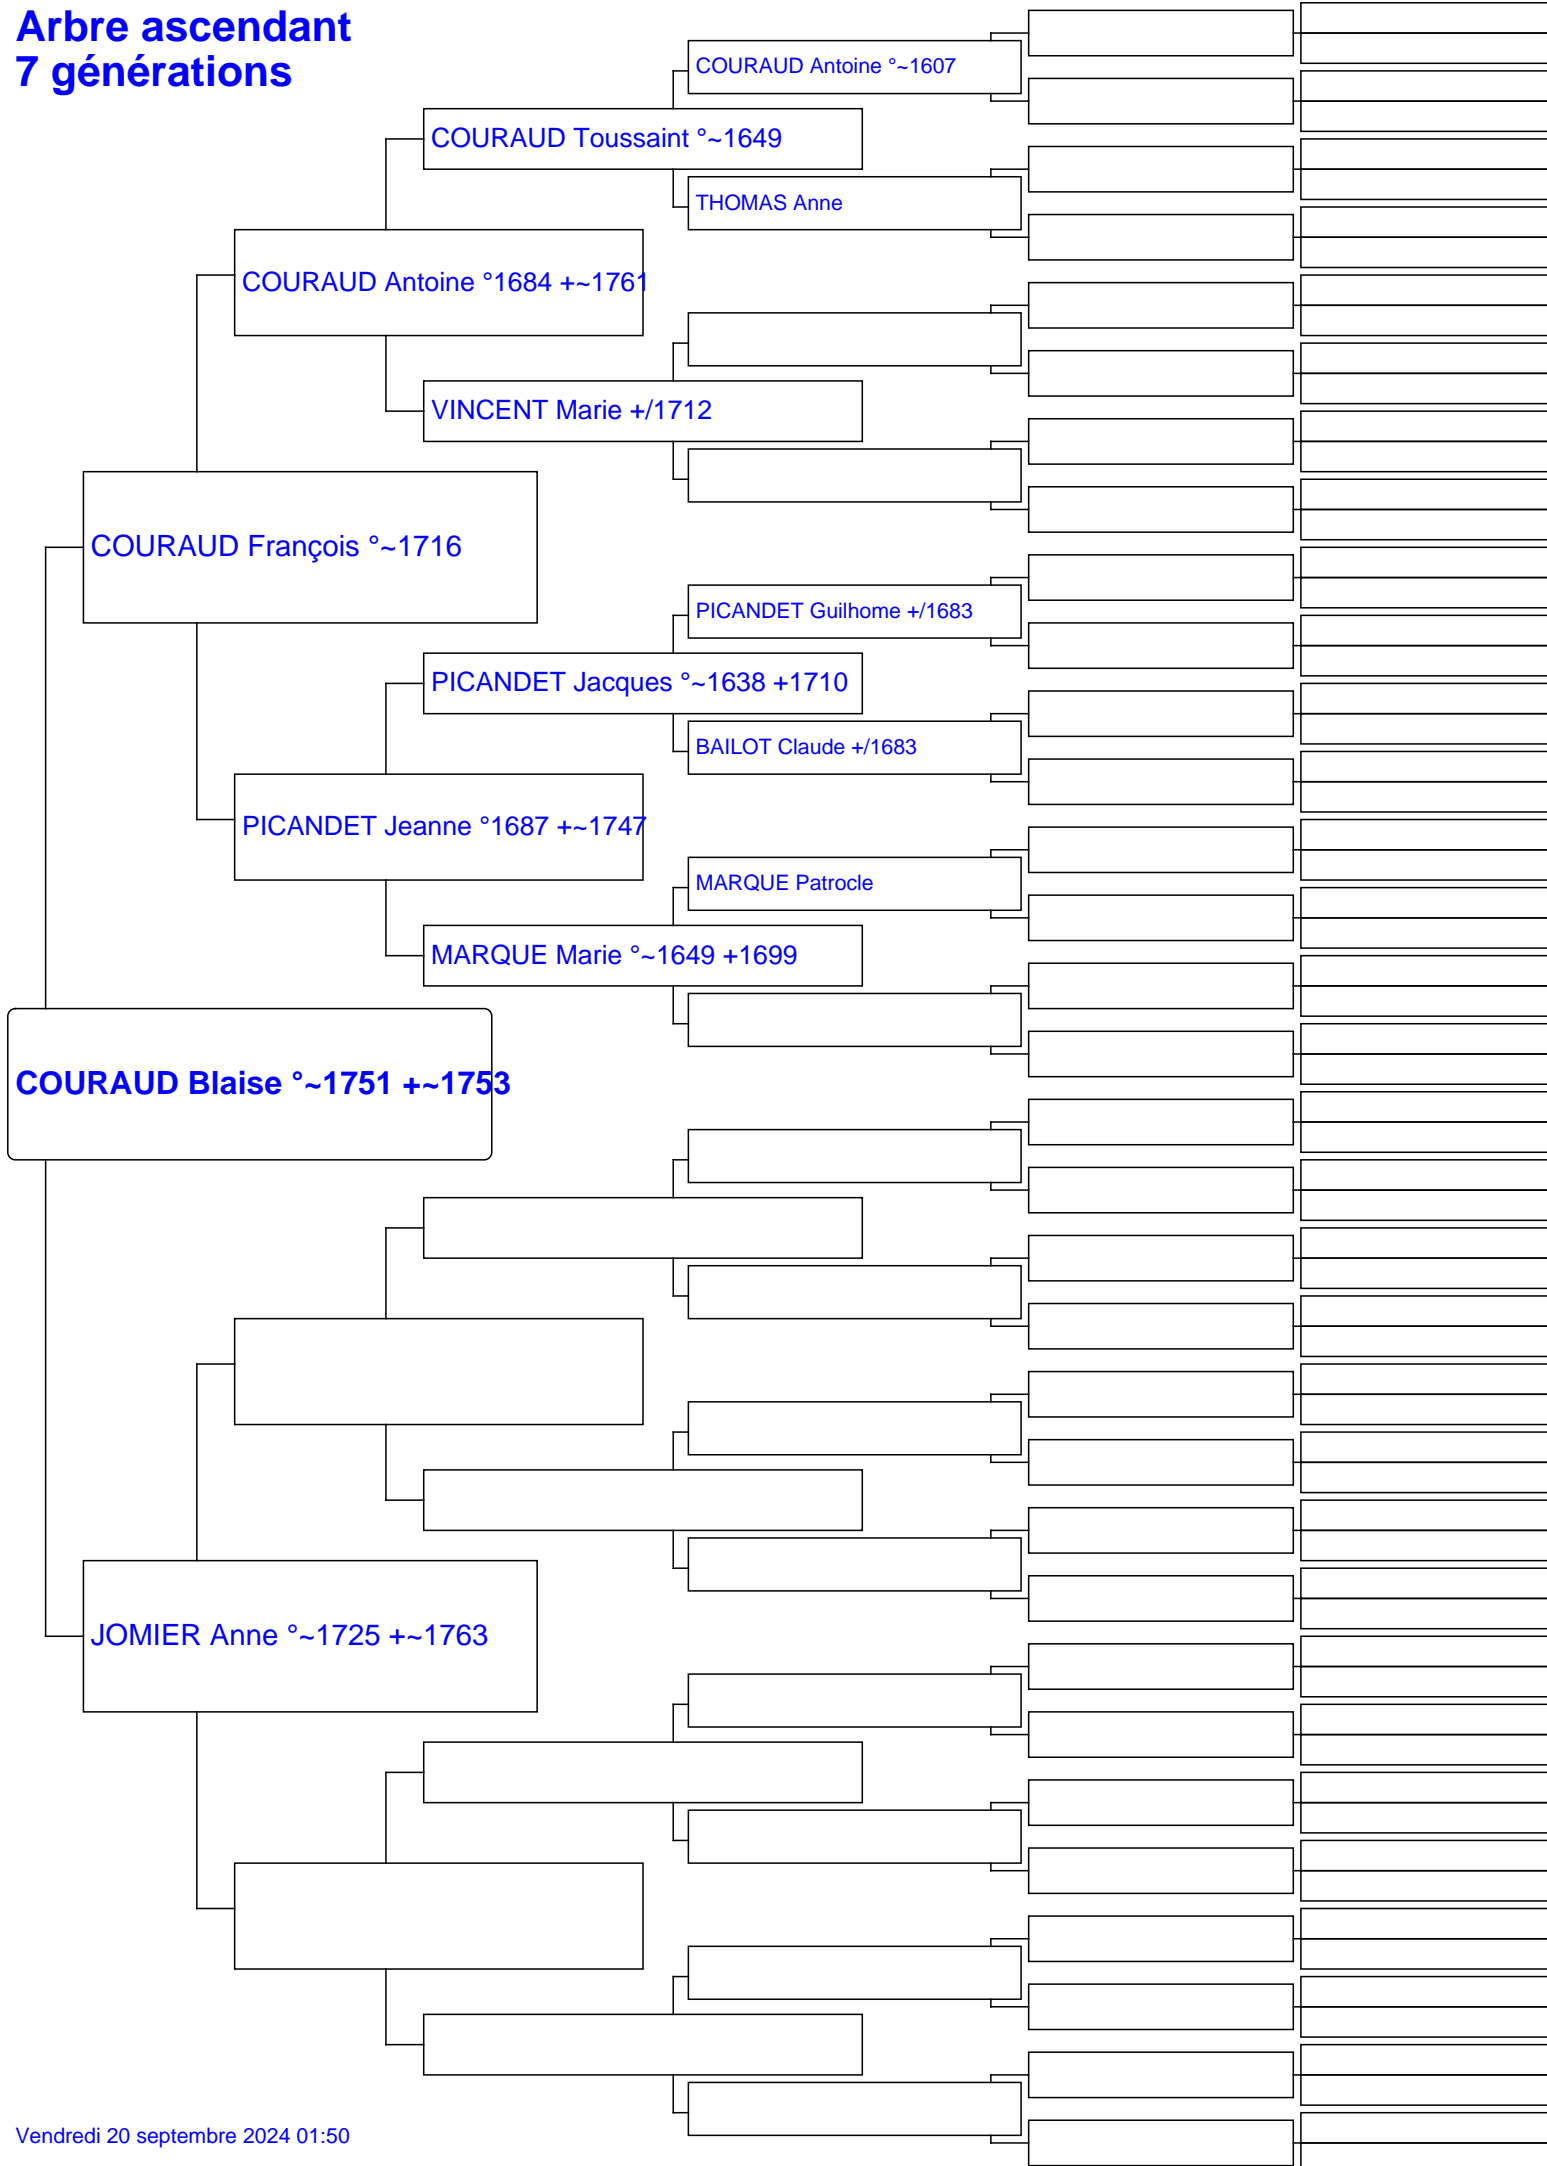 Arbre ascendant
7 générations
COURAUD Antoine °~1607
COURAUD Toussaint °~1649
THOMAS Anne
COURAUD Antoine °1684 +~1761
VINCENT Marie +/1712
COURAUD François °~1716
PICANDET Guilhome +/1683
PICANDET Jacques °~1638 +1710
BAILOT Claude +/1683
PICANDET Jeanne °1687 +~1747
MARQUE Patrocle
MARQUE Marie °~1649 +1699
COURAUD Blaise °~1751 +~1753
JOMIER Anne °~1725 +~1763
Vendredi 20 septembre 2024 01:50